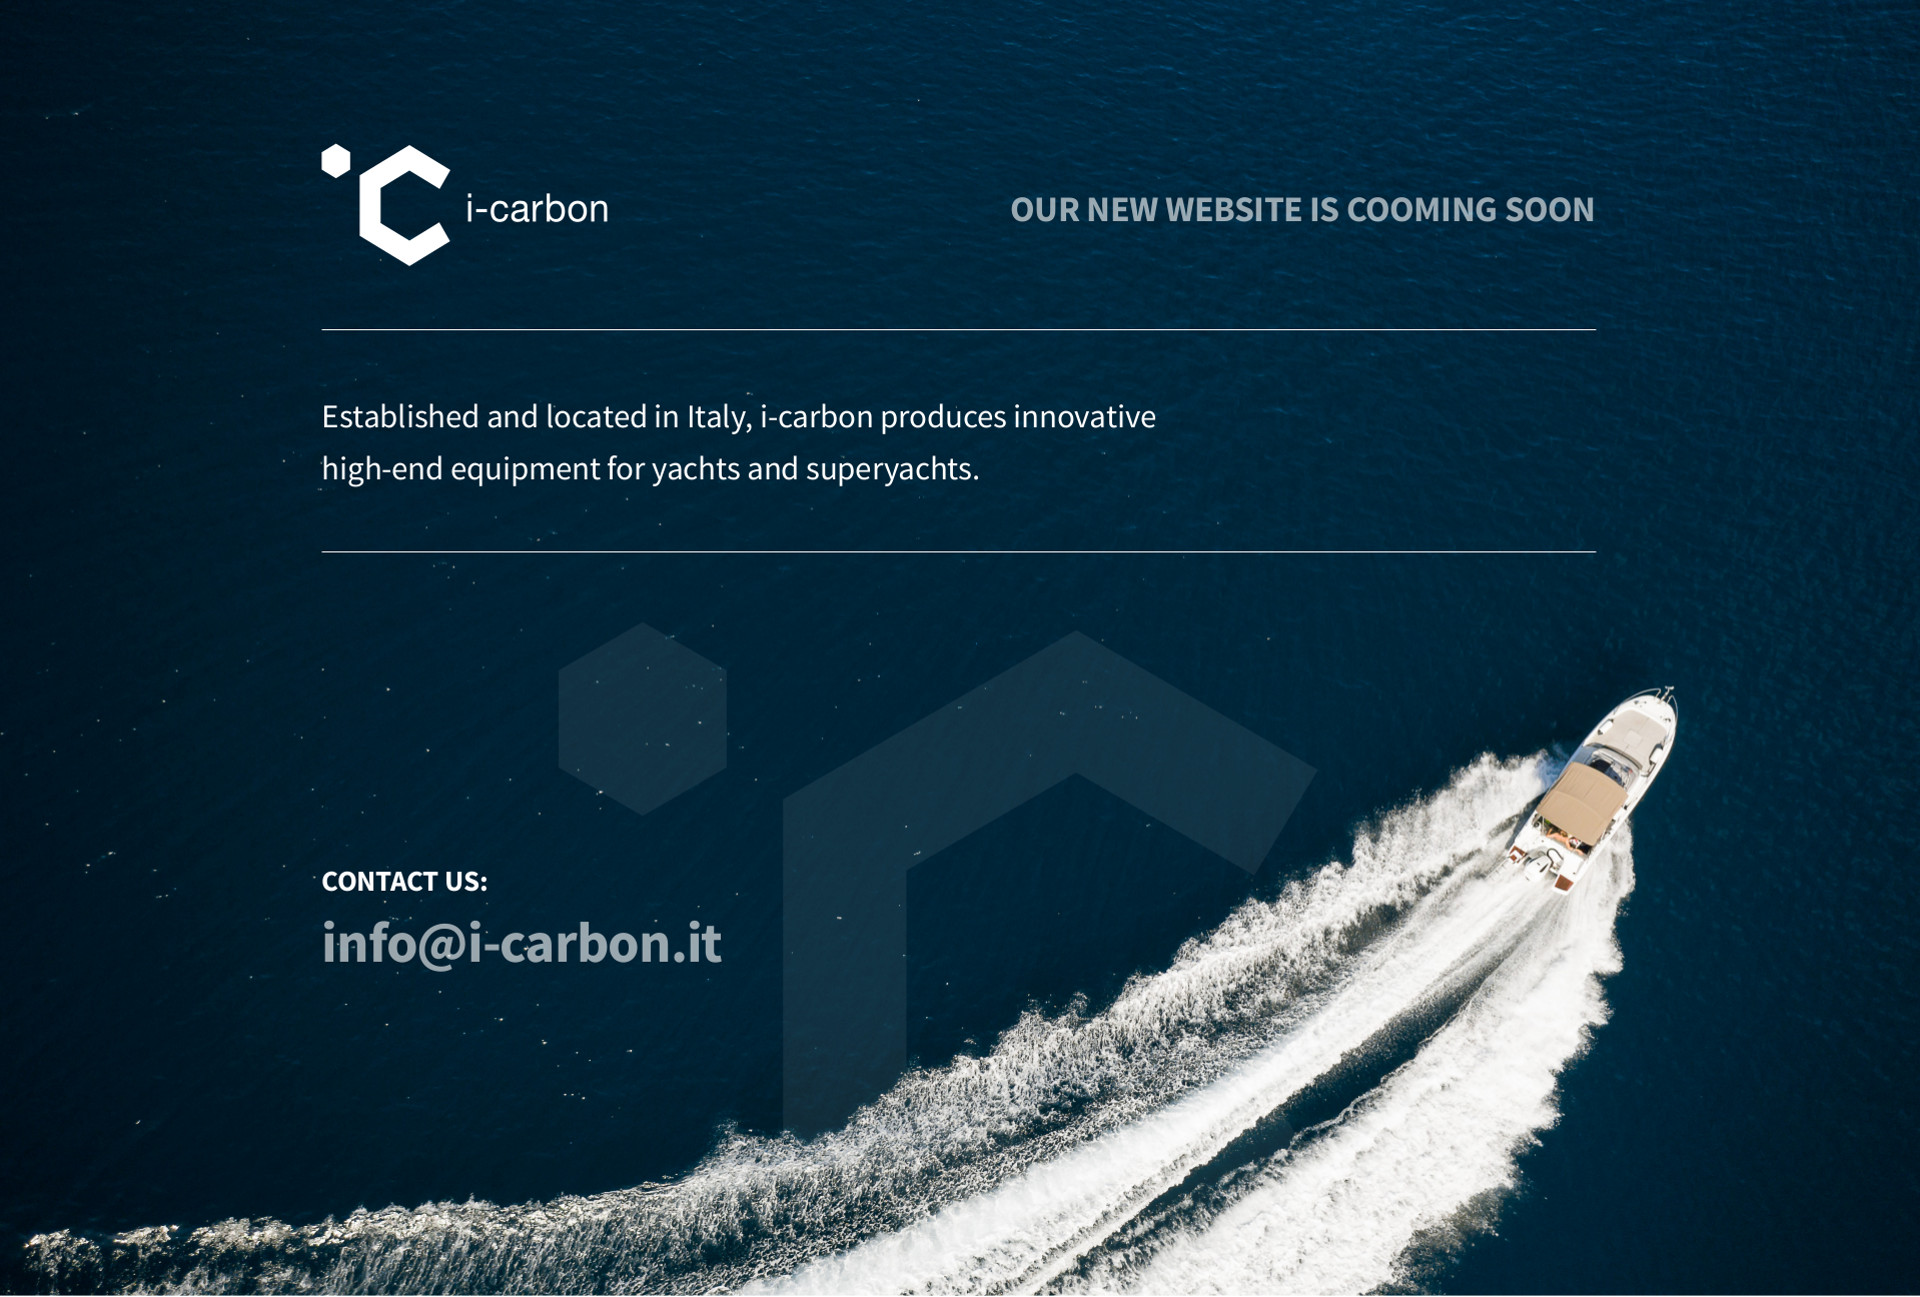 i-carbon
OUR NEW WEBSITE IS COOMING SOON
Established and located in Italy, i-carbon produces innovative
high-end equipment for yachts and superyachts.
CONTACT US:
info@i-carbon.it